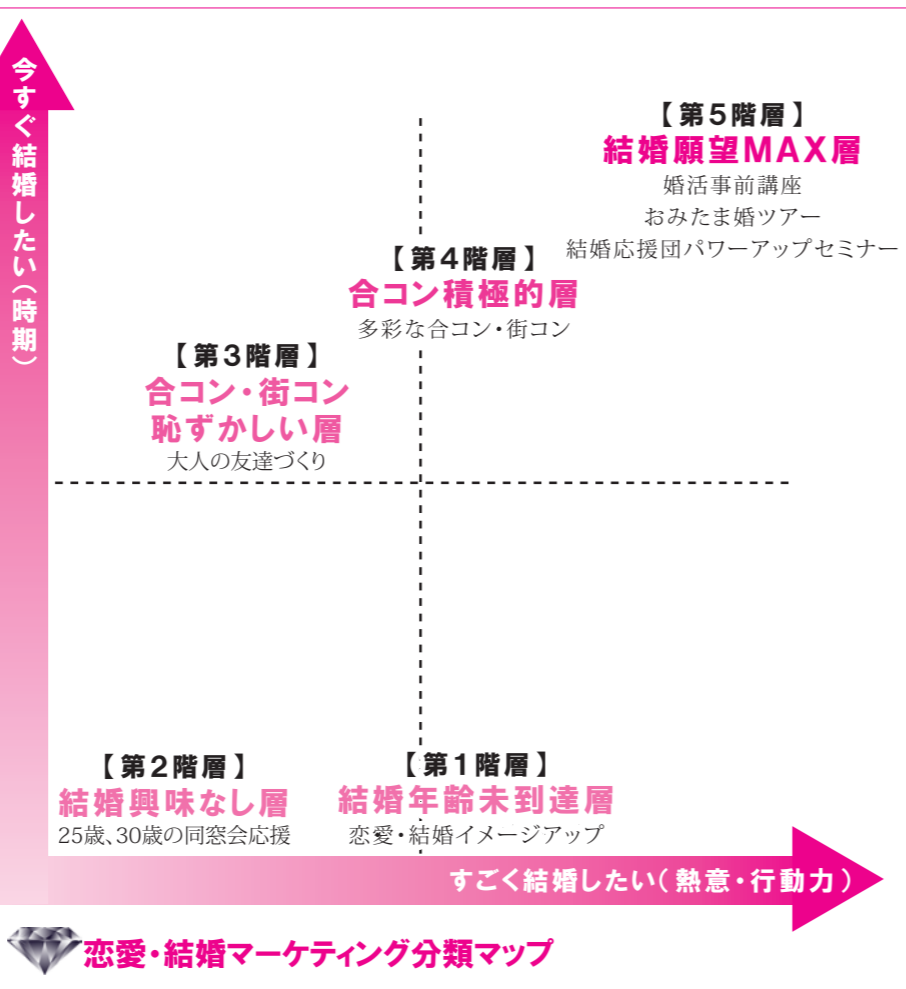 今すぐ結婚したい（時期）
【第5階層】
結婚願望MAX層
婚活事前講座
おみたま婚ツアー
結婚応援団パワーアップセミナー
【第4階層】
合コン積極的層
多彩な合コン・街コン
【第3階層】
合コン・街コン
恥ずかしい層
大人の友達づくり
【第2階層】
結婚興味なし層
25歳、30歳の同窓会応援
【第1階層】
結婚年齢未到達層
恋愛・結婚イメージアップ
すごく結婚したい（熱意・行動力）
恋愛・結婚マーケティング分類マップ